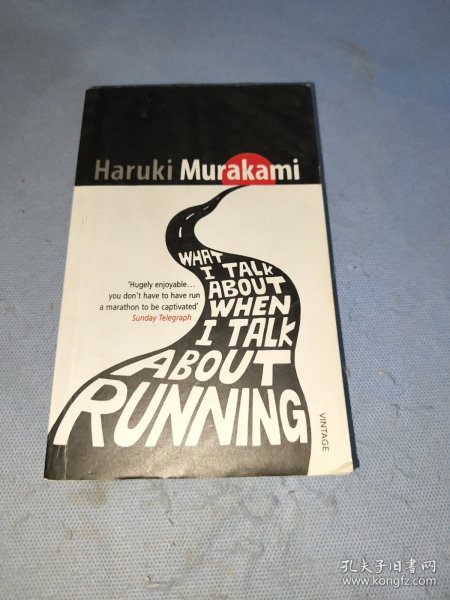 Haruki Murakami
'Hugely enjoyable...
you don't have to have run
a marathon to be captivated'
Sunday Telegraph
WHAT
I TALK
ABOUT
WHEN
I TALK
ABOUT
RUNNING
VINTAGE
孔夫子旧书网
www.kongfz.com